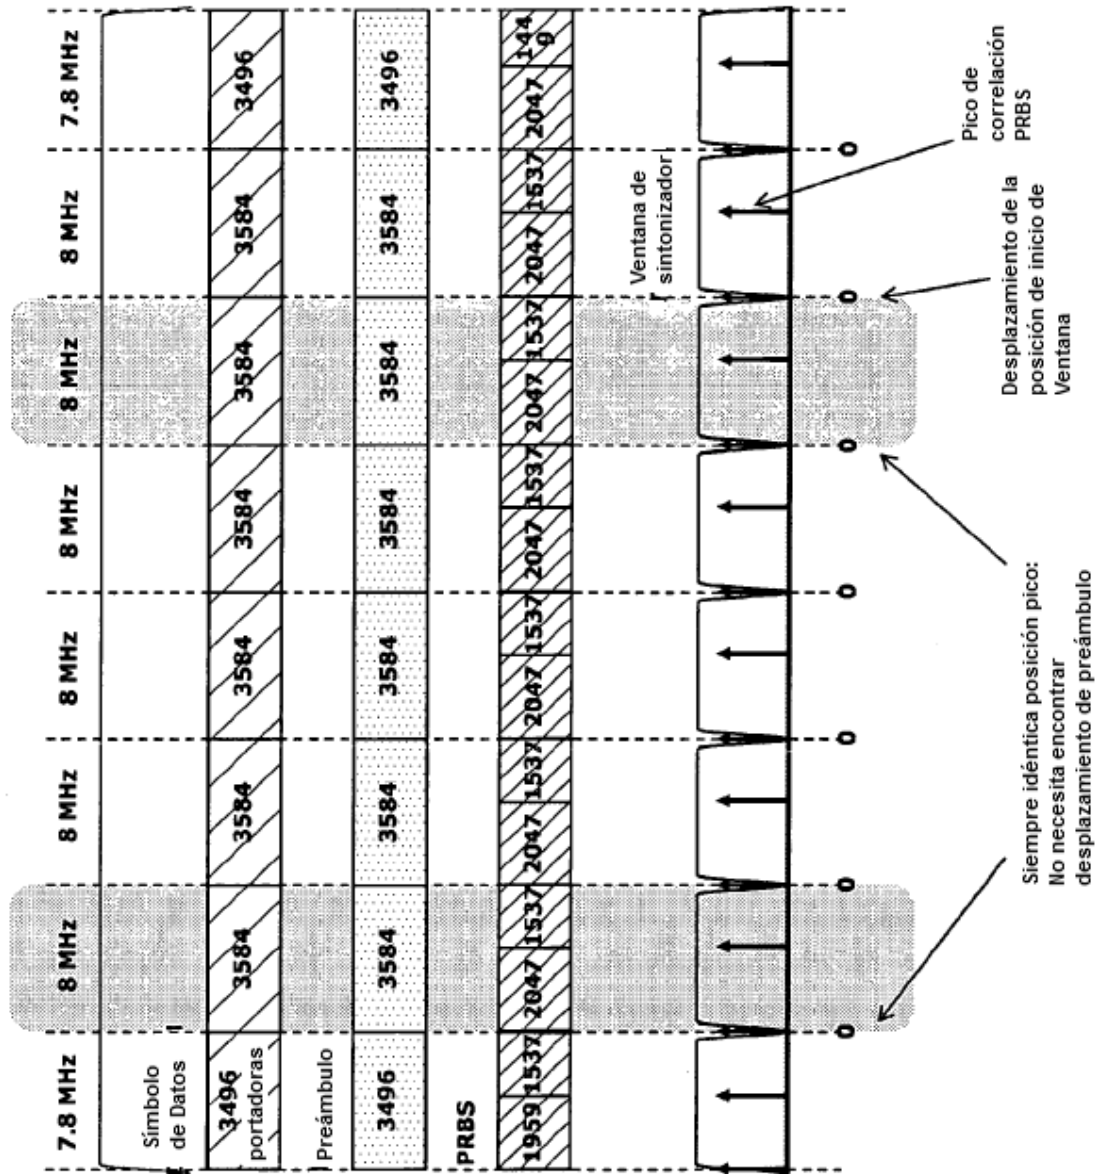 7.8 MHz 8 MHz 8 MHz 8 MHz 8 MHz 8 MHz 8 MHz 7.8 MHz
Símbolo
de Datos
3496 3584 3584 3584 3584 3584 3584 3496
portadoras
Preámbulo
3496 3584 3584 3584 3584 3584 3584 3496
PRBS
1959 1537 2047 1537 2047 1537 2047 1537 2047 1537 2047 1537 2047 1537 2047 144
9
Ventana de
sintonizador
0 0 0 0 0 0 0
Pico de
correlación
PRBS
Desplazamiento de la
posición de inicio de
Ventana
Siempre idéntica posición pico:
No necesita encontrar
desplazamiento de preámbulo